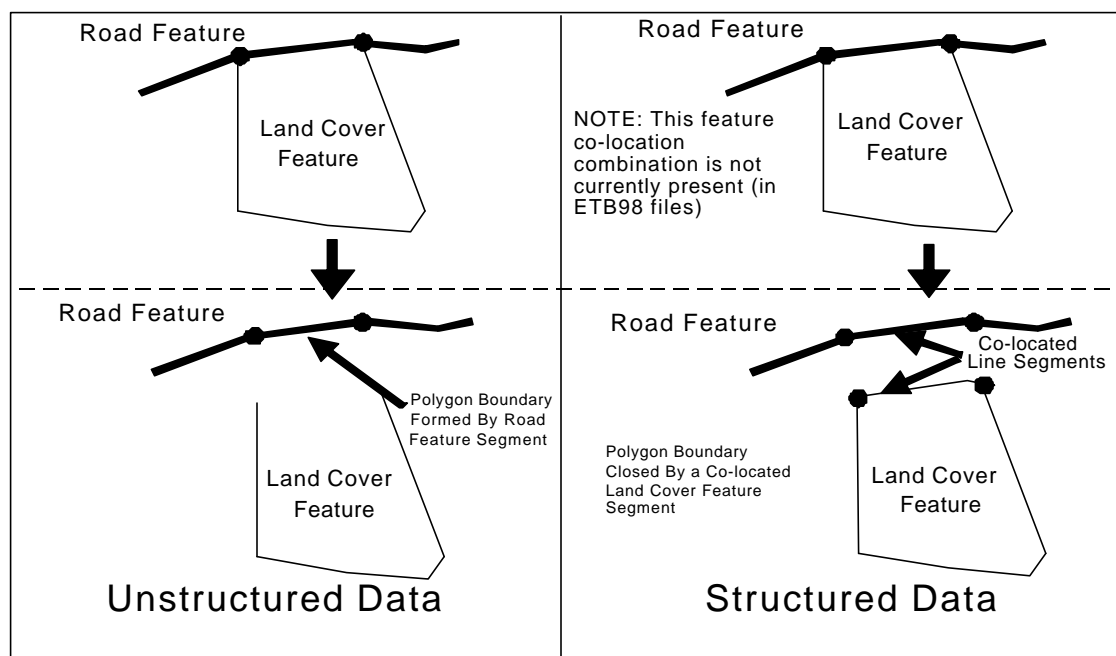 Road Feature
Land Cover
Feature
Road Feature
NOTE: This feature
co-location
combination is not
currently present (in
ETB98 files)
Land Cover
Feature
Road Feature
Polygon Boundary
Formed By Road
Feature Segment
Land Cover
Feature
Unstructured Data
Road Feature
Co-located
Line Segments
Polygon Boundary
Closed By a Co-located
Land Cover Feature
Segment
Land Cover
Feature
Structured Data